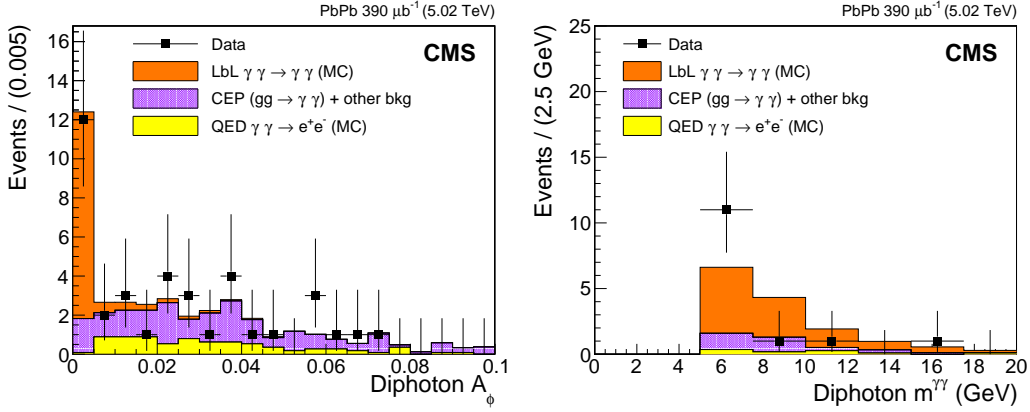 PbPb 390 μb⁻¹ (5.02 TeV)
CMS
Data
LbL γ γ → γ γ (MC)
CEP (gg → γ γ) + other bkg
QED γ γ → e⁺e⁻ (MC)
Events / (0.005)
16
14
12
10
8
6
4
2
0
0 0.02 0.04 0.06 0.08 0.1
Diphoton A_ϕ
PbPb 390 μb⁻¹ (5.02 TeV)
CMS
Data
LbL γ γ → γ γ (MC)
CEP (gg → γ γ) + other bkg
QED γ γ → e⁺e⁻ (MC)
Events / (2.5 GeV)
25
20
15
10
5
0
0 2 4 6 8 10 12 14 16 18 20
Diphoton m^γγ (GeV)